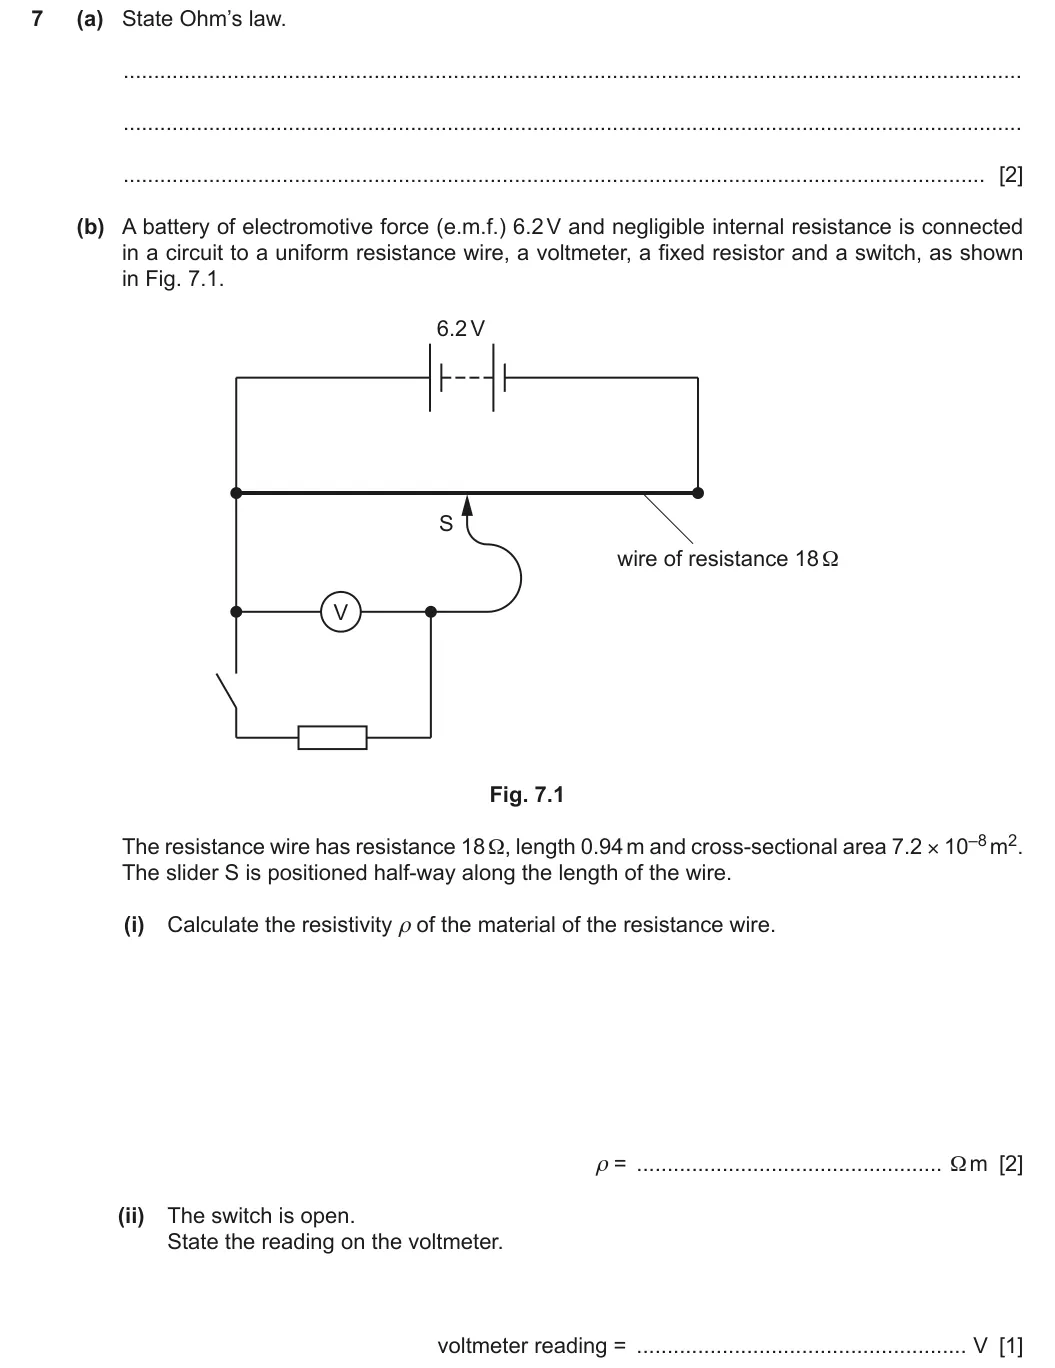 7 (a) State Ohm's law.
..........................................................................................................................................
..........................................................................................................................................
.................................................................................................................................... [2]
(b) A battery of electromotive force (e.m.f.) 6.2 V and negligible internal resistance is connected
in a circuit to a uniform resistance wire, a voltmeter, a fixed resistor and a switch, as shown
in Fig. 7.1.
6.2 V
S
wire of resistance 18 Ω
V
Fig. 7.1
The resistance wire has resistance 18 Ω, length 0.94 m and cross-sectional area 7.2 × 10⁻⁸ m².
The slider S is positioned half-way along the length of the wire.
(i) Calculate the resistivity ρ of the material of the resistance wire.
ρ = .................................................. Ω m [2]
(ii) The switch is open.
State the reading on the voltmeter.
voltmeter reading = ...................................................... V [1]